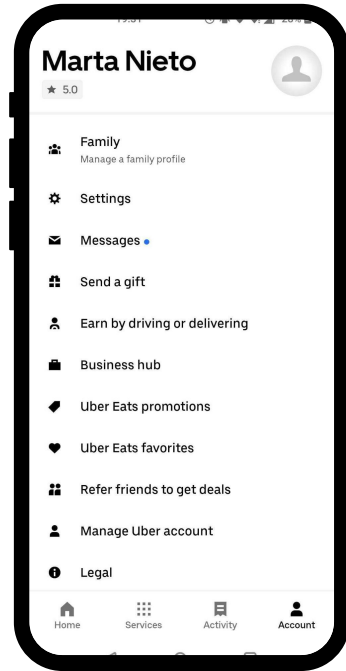 Marta Nieto
5.0
Family
Manage a family profile
Settings
Messages
Send a gift
Earn by driving or delivering
Business hub
Uber Eats promotions
Uber Eats favorites
Refer friends to get deals
Manage Uber account
Legal
Home
Services
Activity
Account